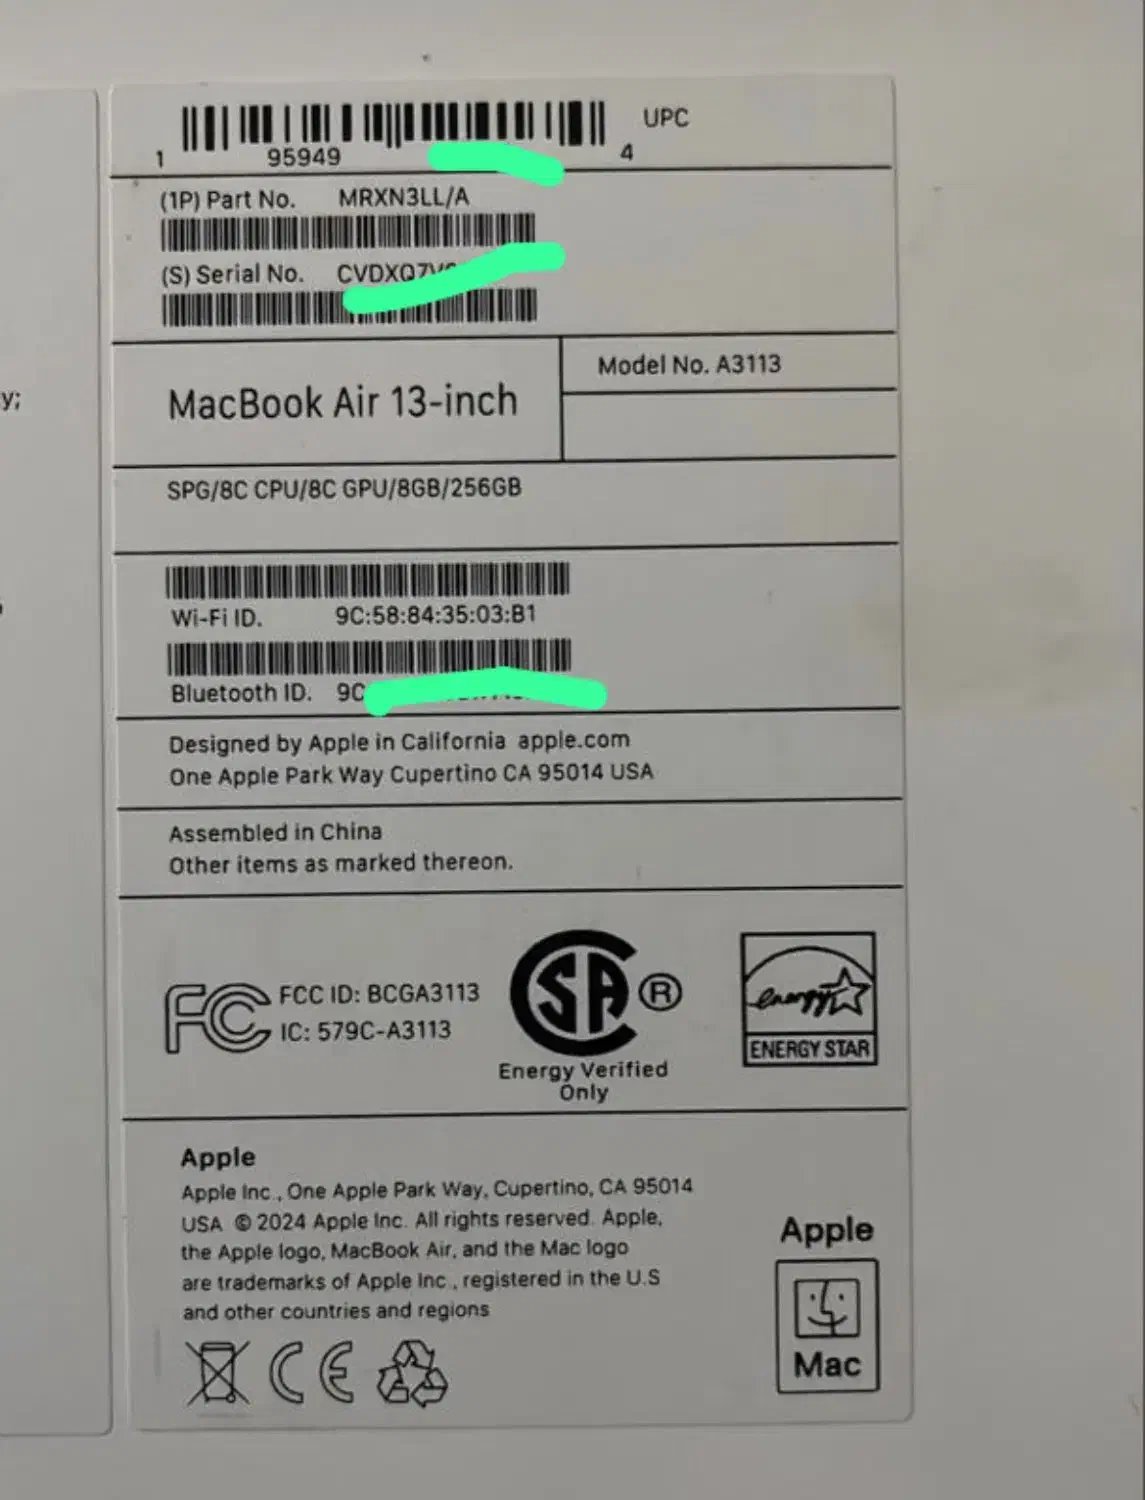 y;
UPC
1 95949 4
(1P) Part No. MRXN3LL/A
(S) Serial No.
MacBook Air 13-inch
Model No. A3113
SPG/8C CPU/8C GPU/8GB/256GB
Wi-Fi ID. 9C:58:84:35:03:B1
Bluetooth ID. 9C
Designed by Apple in California apple.com
One Apple Park Way Cupertino CA 95014 USA
Assembled in China
Other items as marked thereon.
FC FCC ID: BCGA3113
IC: 579C-A3113
SA ®
Energy Verified
Only
energy
ENERGY STAR
Apple
Apple Inc., One Apple Park Way, Cupertino, CA 95014
USA © 2024 Apple Inc. All rights reserved. Apple,
the Apple logo, MacBook Air, and the Mac logo
are trademarks of Apple Inc., registered in the U.S
and other countries and regions
CE
Apple
Mac